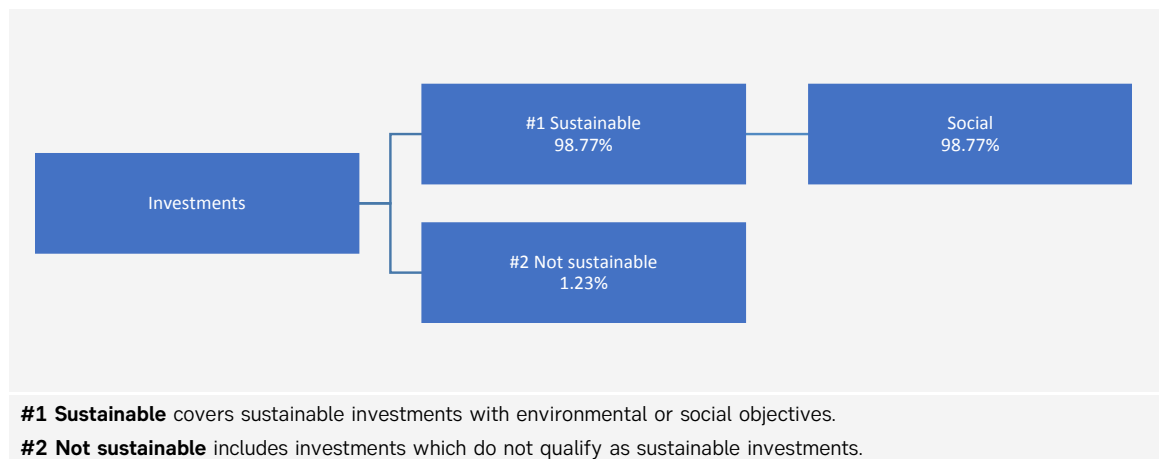 Investments
#1 Sustainable
98.77%
Social
98.77%
#2 Not sustainable
1.23%
#1 Sustainable covers sustainable investments with environmental or social objectives.
#2 Not sustainable includes investments which do not qualify as sustainable investments.